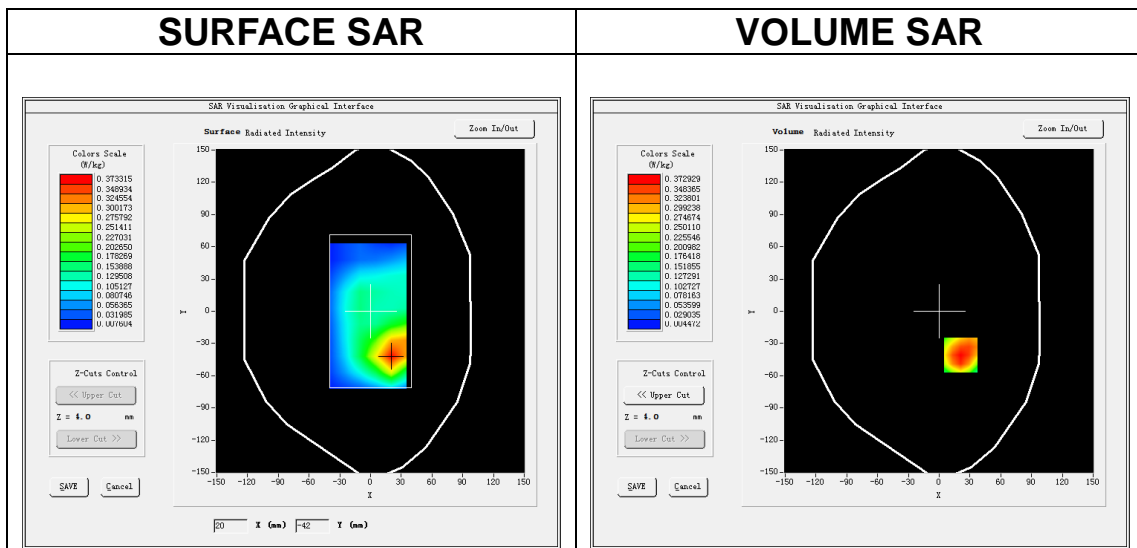 SURFACE SAR
SAR Visualisation Graphical Interface
Surface Radiated Intensity
Zoom In/Out
Colors Scale
(W/kg)
0.373315
0.348934
0.324554
0.300173
0.275792
0.251411
0.227031
0.202650
0.178269
0.153888
0.129508
0.105127
0.080746
0.056365
0.031985
0.007604
Z-Cuts Control
<< Upper Cut
Z = 4.0 mm
Lower Cut >>
SAVE Cancel
150
120
90
60
30
0
-30
-60
-90
-120
-150
Y
-150 -120 -90 -60 -30 0 30 60 90 120 150
X
20 X (mm) -42 Y (mm)
VOLUME SAR
SAR Visualisation Graphical Interface
Volume Radiated Intensity
Zoom In/Out
Colors Scale
(W/kg)
0.372929
0.348365
0.323801
0.299238
0.274674
0.250110
0.225546
0.200982
0.176418
0.151855
0.127291
0.102727
0.078163
0.053599
0.029035
0.004472
Z-Cuts Control
<< Upper Cut
Z = 4.0 mm
Lower Cut >>
SAVE Cancel
150
120
90
60
30
0
-30
-60
-90
-120
-150
Y
-150 -120 -90 -60 -30 0 30 60 90 120 150
X